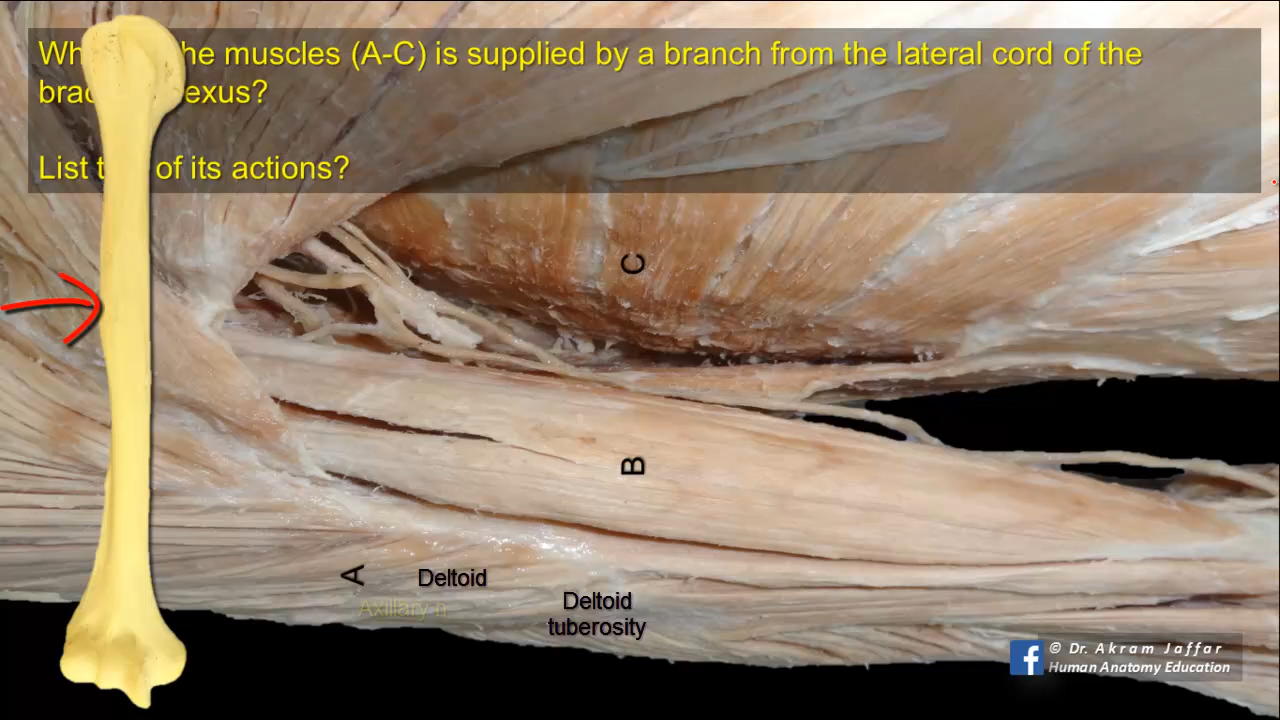 Wh he muscles (A-C) is supplied by a branch from the lateral cord of the
brac exus?
List t of its actions?
C
B
A
Deltoid
Axillary n
Deltoid
tuberosity
© Dr. Akram Jaffar
f
Human Anatomy Education